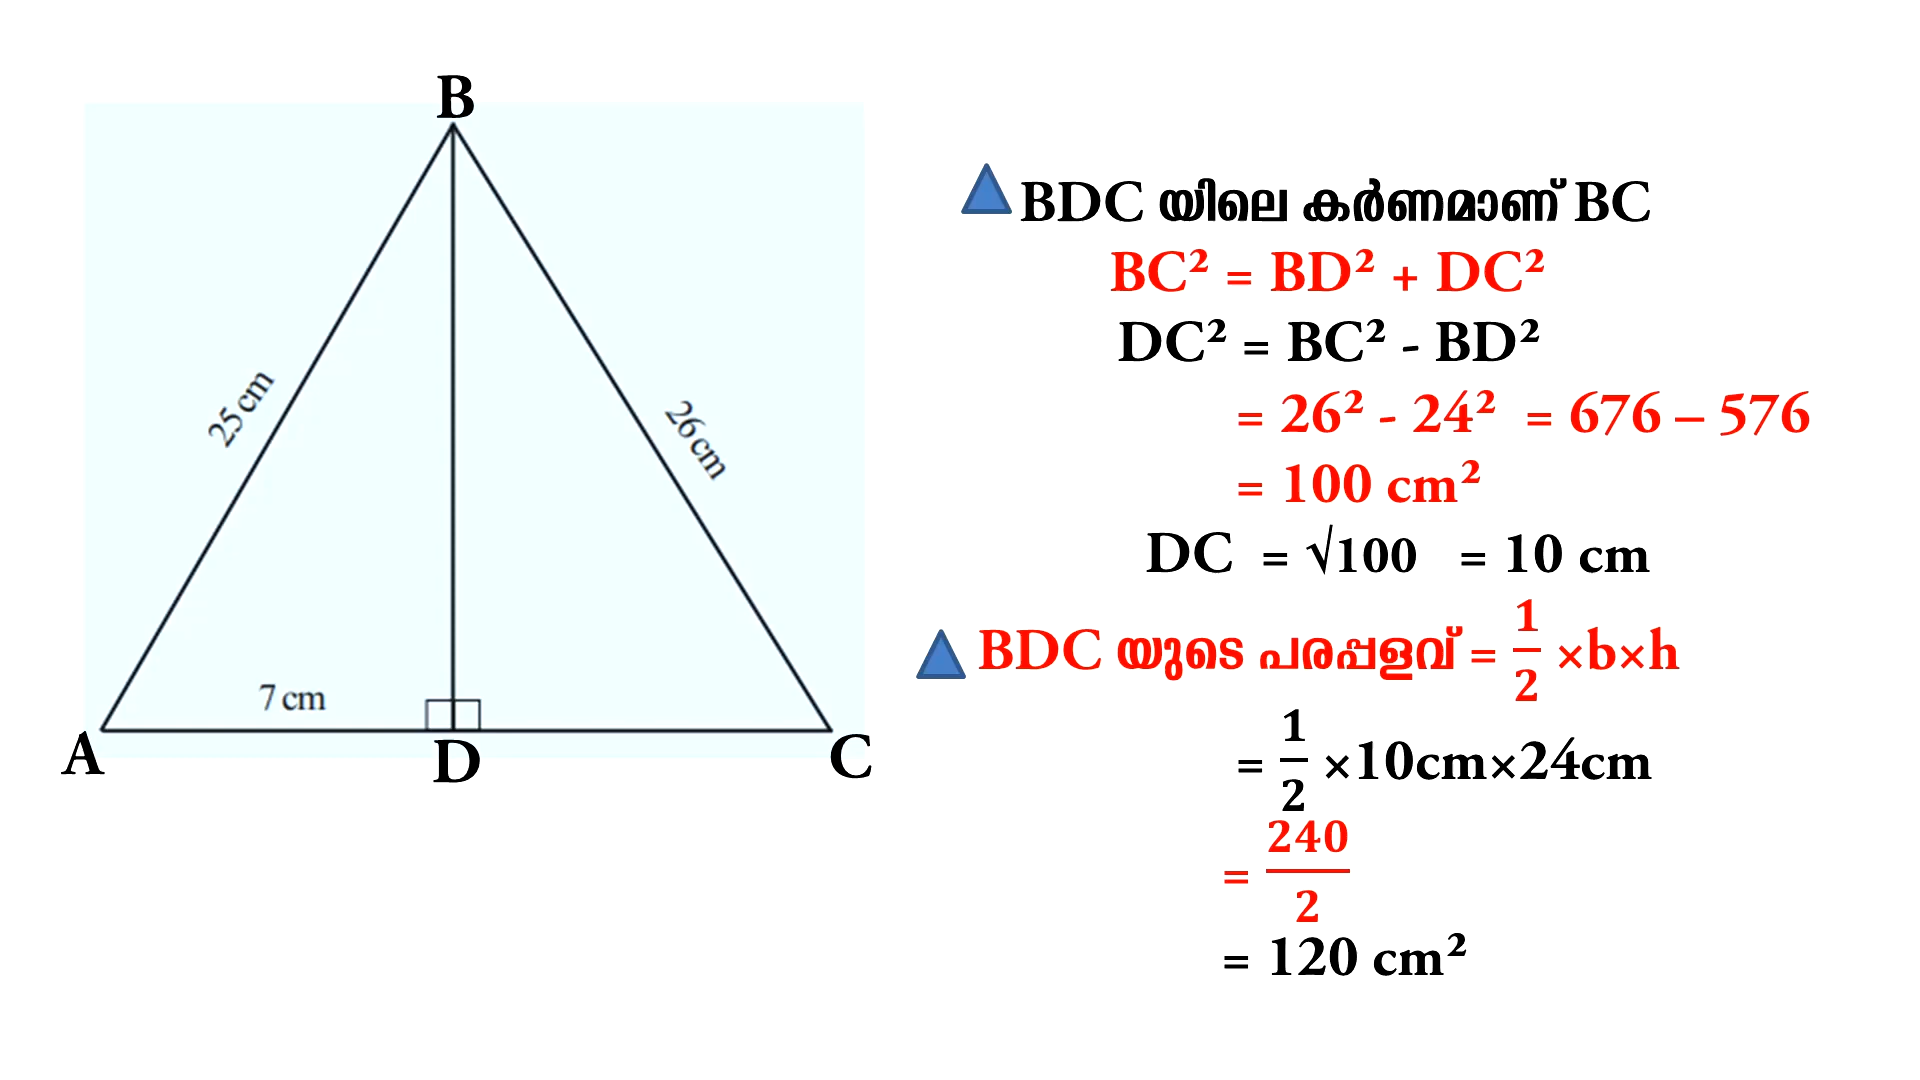 B
25 cm
26 cm
7 cm
A
D
C
BDC യിലെ കർണമാണ് BC
BC² = BD² + DC²
DC² = BC² - BD²
= 26² - 24² = 676 – 576
= 100 cm²
DC = √100 = 10 cm
BDC യുടെ പരപ്പളവ് = 1/2 ×b×h
= 1/2 ×10cm×24cm
= 240/2
= 120 cm²